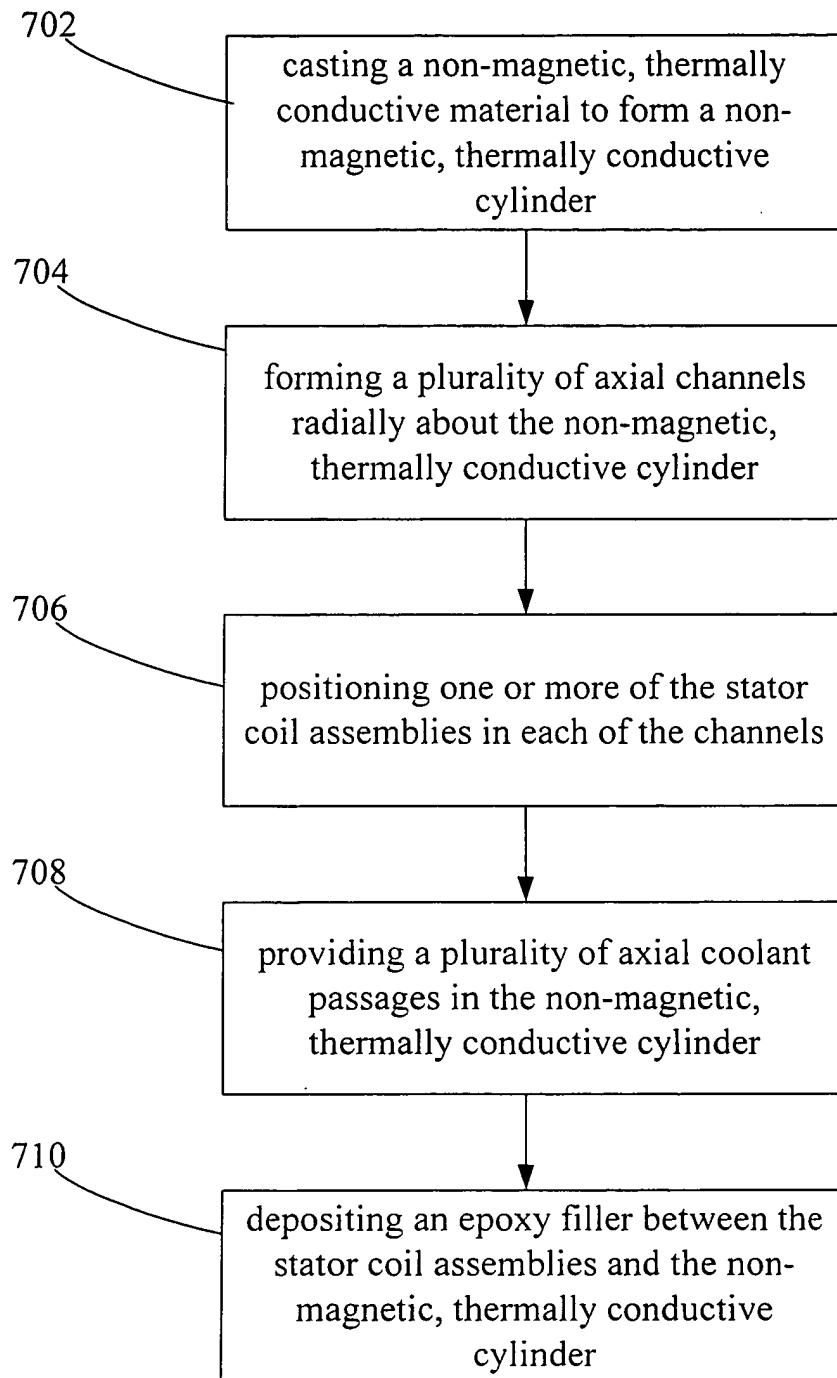 702
casting a non-magnetic, thermally
conductive material to form a non-
magnetic, thermally conductive
cylinder
704
forming a plurality of axial channels
radially about the non-magnetic,
thermally conductive cylinder
706
positioning one or more of the stator
coil assemblies in each of the channels
708
providing a plurality of axial coolant
passages in the non-magnetic,
thermally conductive cylinder
710
depositing an epoxy filler between the
stator coil assemblies and the non-
magnetic, thermally conductive
cylinder